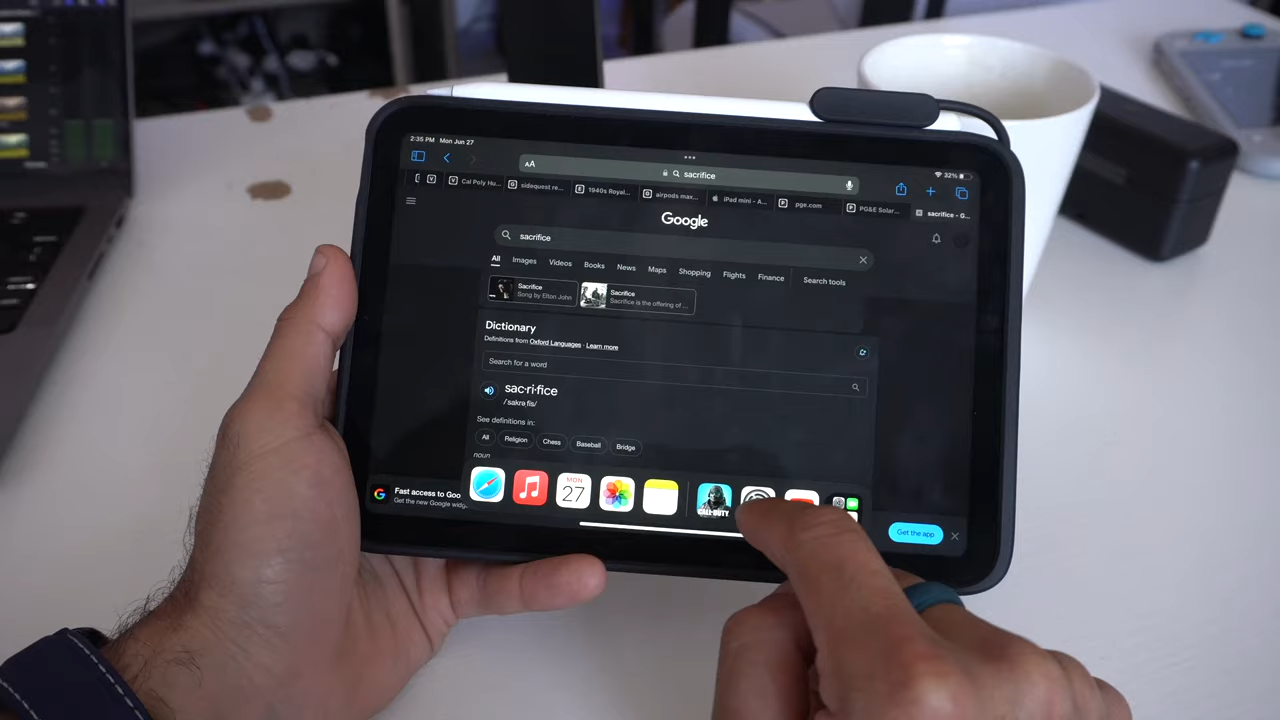 2:35 PM Mon Jun 27
32%
AA sacrifice
Cal Poly Hu... sidequest re... 1940s Royal... airpods max... iPad mini - A... pge.com PG&E Solar... sacrifice - G...
Google
sacrifice
All Images Videos Books News Maps Shopping Flights Finance Search tools
Sacrifice
Song by Elton John
Sacrifice
Sacrifice is the offering of ...
Dictionary
Definitions from Oxford Languages · Learn more
Search for a word
sac·ri·fice
/ˈsakrəˌfīs/
See definitions in:
All Religion Chess Baseball Bridge
noun
MON
27
CALL·DUTY
Fast access to Goo
Get the new Google widg
Get the app